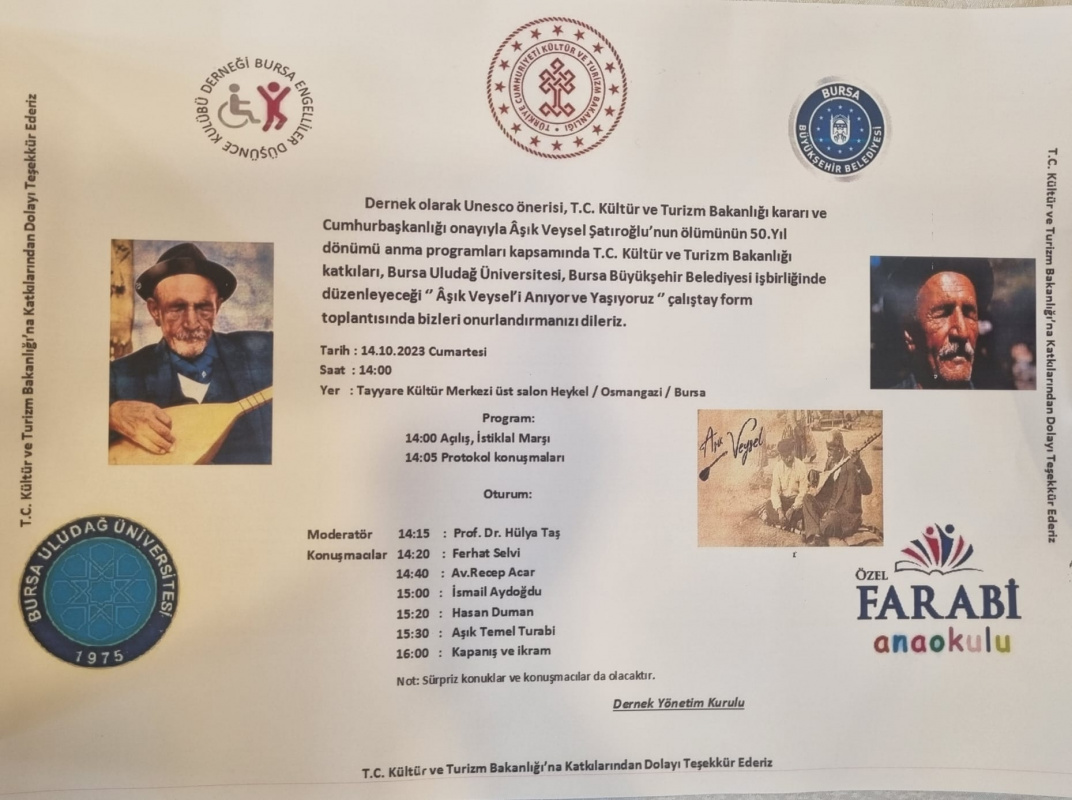 BURSA ENGELLİLER DÜŞÜNCE KULÜBÜ DERNEĞİ
TÜRKİYE CUMHURİYETİ KÜLTÜR VE TURİZM BAKANLIĞI
BURSA
BÜYÜKŞEHİR BELEDİYESİ
T.C. Kültür ve Turizm Bakanlığı'na Katkılarından Dolayı Teşekkür Ederiz
T.C. Kültür ve Turizm Bakanlığı'na Katkılarından Dolayı Teşekkür Ederiz
Dernek olarak Unesco önerisi, T.C. Kültür ve Turizm Bakanlığı kararı ve
Cumhurbaşkanlığı onayıyla Âşık Veysel Şatıroğlu'nun ölümünün 50.Yıl
dönümü anma programları kapsamında T.C. Kültür ve Turizm Bakanlığı
katkıları, Bursa Uludağ Üniversitesi, Bursa Büyükşehir Belediyesi işbirliğinde
düzenleyeceği " Âşık Veysel'i Anıyor ve Yaşıyoruz " çalıştay form
toplantısında bizleri onurlandırmanızı dileriz.
Tarih : 14.10.2023 Cumartesi
Saat : 14:00
Yer : Tayyare Kültür Merkezi üst salon Heykel / Osmangazi / Bursa
Program:
14:00 Açılış, İstiklal Marşı
14:05 Protokol konuşmaları
Aşık Veysel
r
Oturum:
Moderatör 14:15 : Prof. Dr. Hülya Taş
Konuşmacılar 14:20 : Ferhat Selvi
14:40 : Av.Recep Acar
15:00 : İsmail Aydoğdu
15:20 : Hasan Duman
15:30 : Aşık Temel Turabi
16:00 : Kapanış ve ikram
Not: Sürpriz konuklar ve konuşmacılar da olacaktır.
Dernek Yönetim Kurulu
BURSA ULUDAĞ ÜNİVERSİTESİ
1975
ÖZEL
FARABİ
anaokulu
T.C. Kültür ve Turizm Bakanlığı'na Katkılarından Dolayı Teşekkür Ederiz